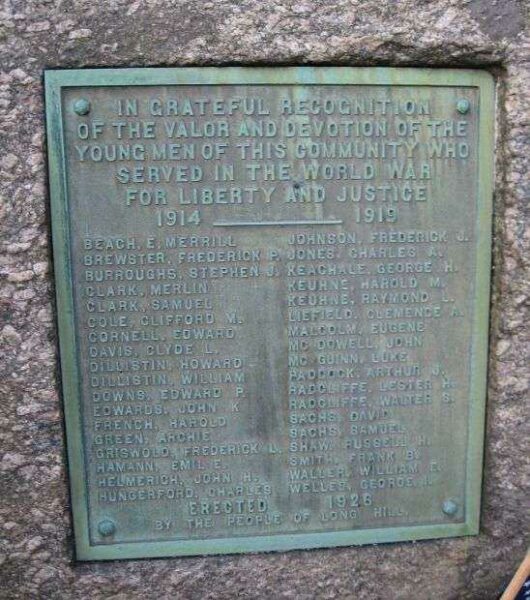 IN GRATEFUL RECOGNITION
OF THE VALOR AND DEVOTION OF THE
YOUNG MEN OF THIS COMMUNITY WHO
SERVED IN THE WORLD WAR
FOR LIBERTY AND JUSTICE
1914 1919
BEACH, E. MERRILL
BREWSTER, FREDERICK P.
BURROUGHS, STEPHEN J.
CLARK, MERLIN
CLARK, SAMUEL
COLE, CLIFFORD M.
CORNELL, EDWARD.
DAVIS, CLYDE L.
DILLISTIN, HOWARD
DILLISTIN, WILLIAM
DOWNS, EDWARD P.
EDWARDS, JOHN K
FRENCH, HAROLD
GREEN, ARCHIE
GRISWOLD, FREDERICK L.
HAMANN, EMIL E.
HELMERICH, JOHN H.
HUNGERFORD, CHARLES
JOHNSON, FREDERICK J.
JONES, CHARLES A.
KEACHALE, GEORGE H.
KEUHNE, HAROLD M.
KEUHNE, RAYMOND L.
LIEFIELD, CLEMENCE A.
MALCOLM, EUGENE
MC DOWELL, JOHN
MC GUINN, LUKE
PADDOCK, ARTHUR J.
RADCLIFFE, LESTER H.
RADCLIFFE, WALTER S.
SACHS, DAVID
SACHS, SAMUEL
SHAW, RUSSELL H.
SMITH, FRANK B.
WALLER, WILLIAM E.
WELLES, GEORGE I.
ERECTED 1926
BY THE PEOPLE OF LONG HILL.